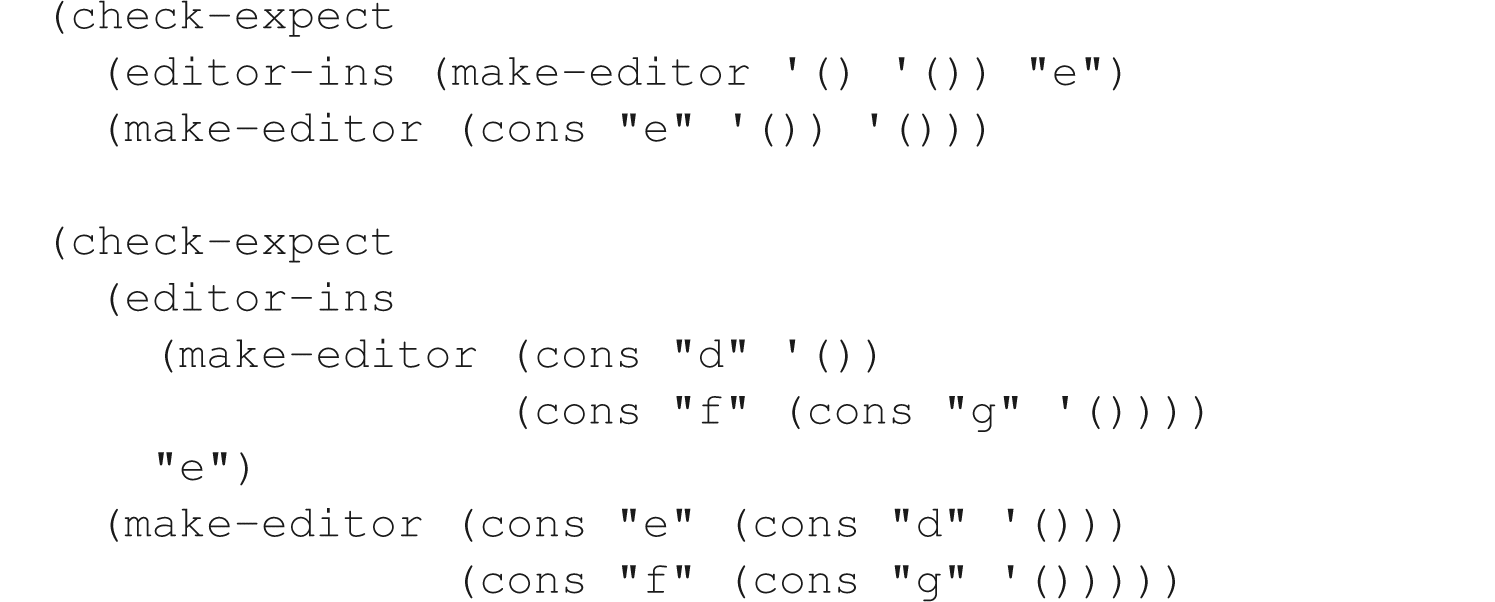 (check-expect
  (editor-ins (make-editor '() '()) "e")
  (make-editor (cons "e" '()) '()))

(check-expect
  (editor-ins
    (make-editor (cons "d" '())
                 (cons "f" (cons "g" '())))
    "e")
  (make-editor (cons "e" (cons "d" '()))
               (cons "f" (cons "g" '()))))